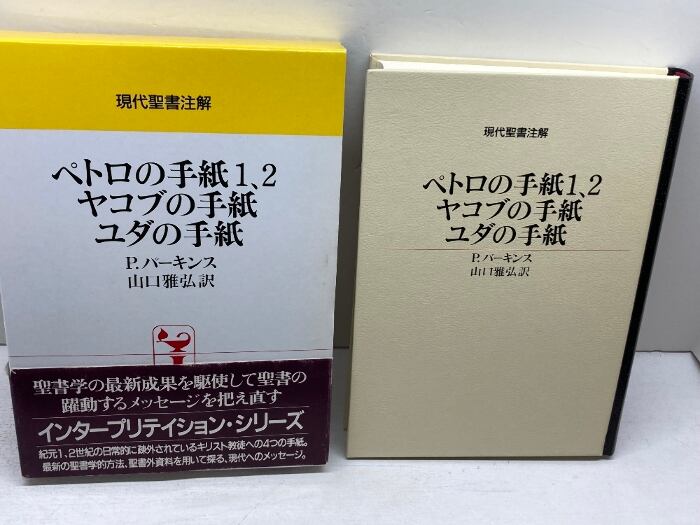 現代聖書注解
ペトロの手紙1、2
ヤコブの手紙
ユダの手紙
P.パーキンス
山口雅弘訳
聖書学の最新成果を駆使して聖書の
躍動するメッセージを把え直す
インタープリテイション・シリーズ
紀元1、2世紀の日常的に疎外されているキリスト教徒への4つの手紙。
最新の聖書学的方法、聖書外資料を用いて探る、現代へのメッセージ。
現代聖書注解
ペトロの手紙1、2
ヤコブの手紙
ユダの手紙
P.パーキンス
山口雅弘訳